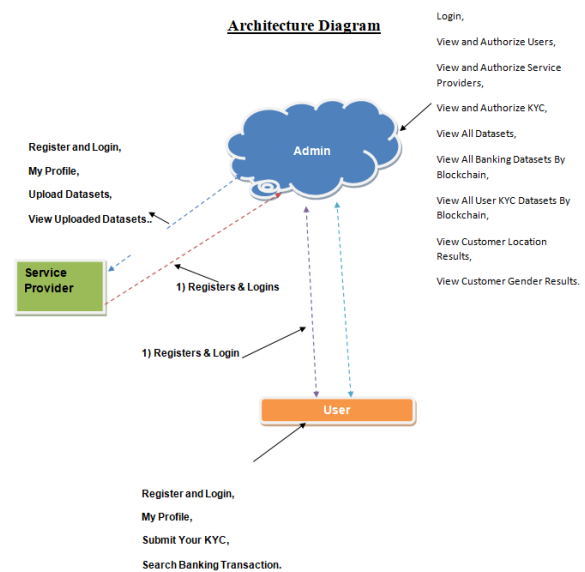 Architecture Diagram
Login,
View and Authorize Users,
View and Authorize Service
Providers,
View and Authorize KYC,
View All Datasets,
View All Banking Datasets By
Blockchain,
View All User KYC Datasets By
Blockchain,
View Customer Location
Results,
View Customer Gender Results.
Admin
Register and Login,
My Profile,
Upload Datasets,
View Uploaded Datasets..
Service
Provider
1) Registers & Logins
1) Registers & Login
User
Register and Login,
My Profile,
Submit Your KYC,
Search Banking Transaction.